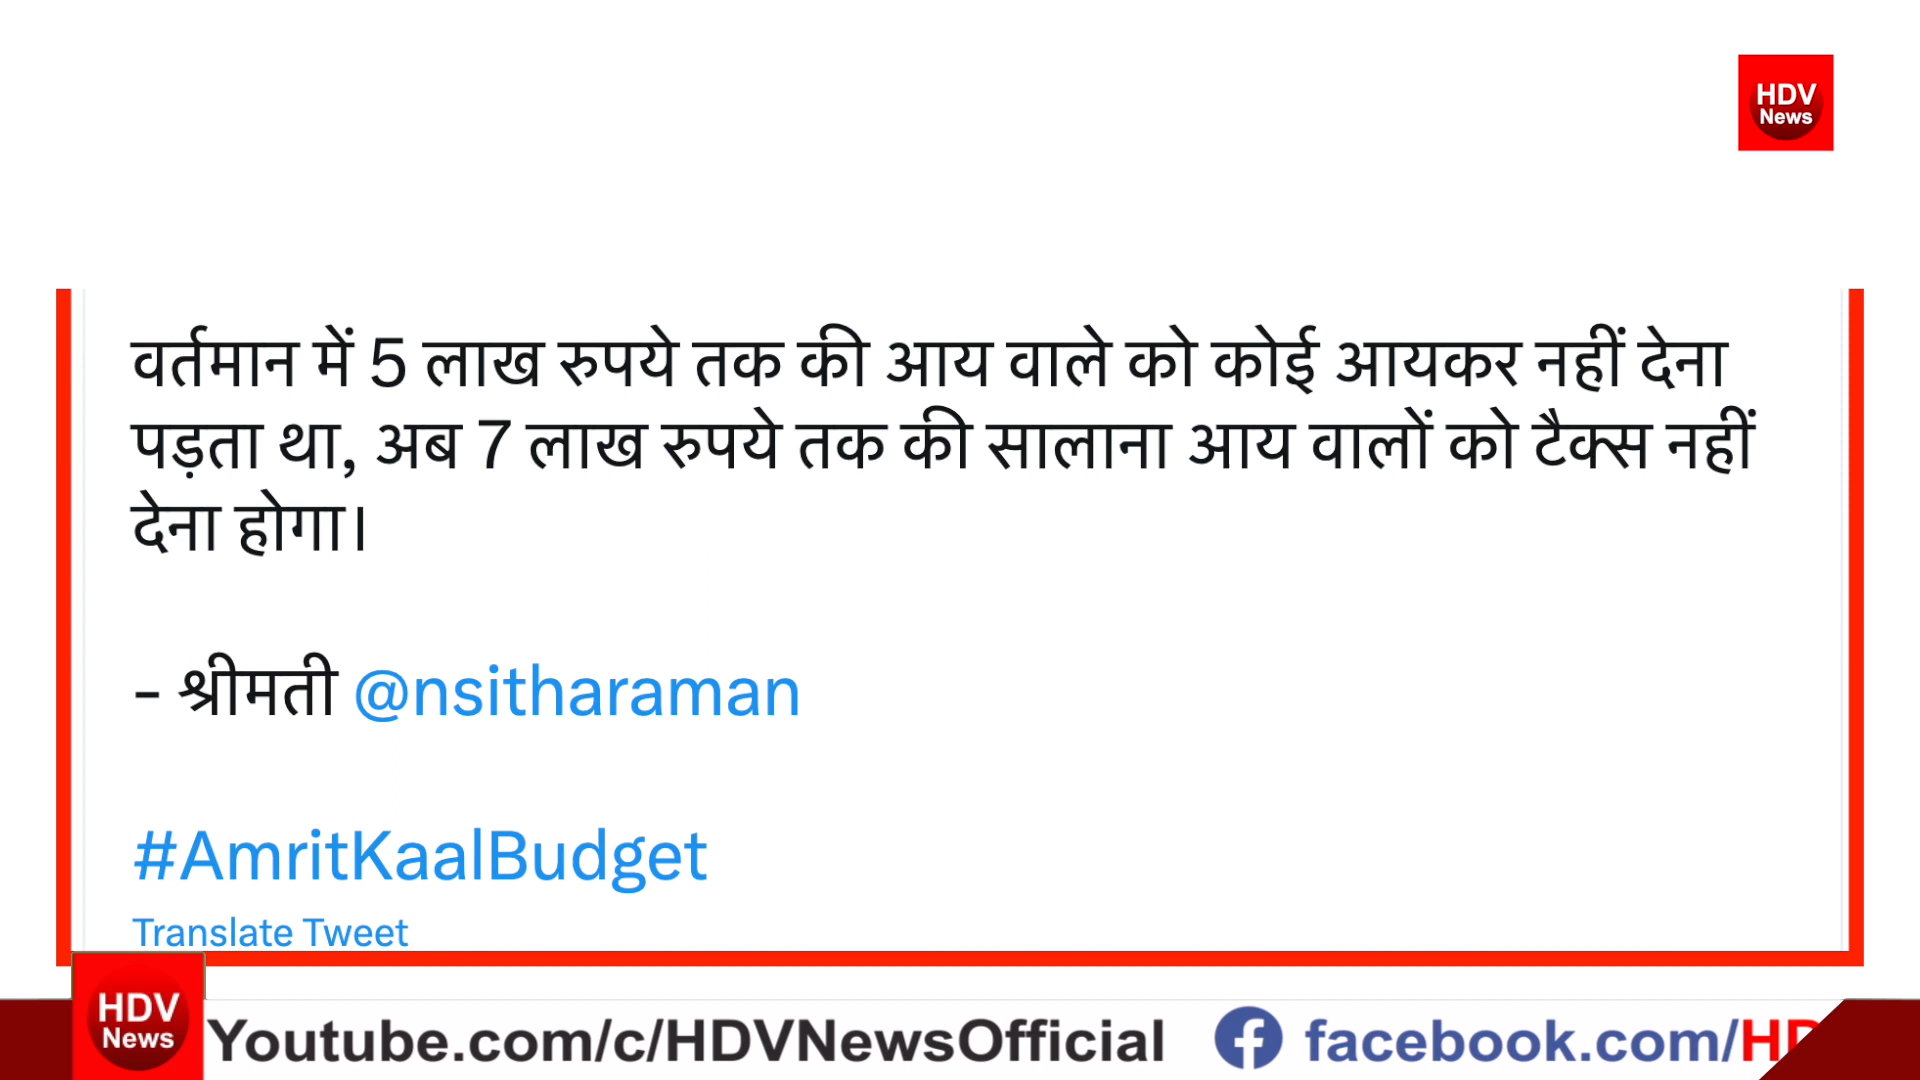 HDV
News
वर्तमान में 5 लाख रुपये तक की आय वाले को कोई आयकर नहीं देना
पड़ता था, अब 7 लाख रुपये तक की सालाना आय वालों को टैक्स नहीं
देना होगा।
- श्रीमती @nsitharaman
#AmritKaalBudget
Translate Tweet
HDV
News
Youtube.com/c/HDVNewsOfficial facebook.com/HD